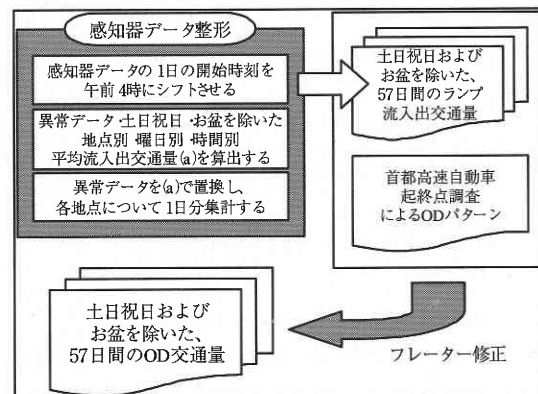 感知器データ整形
感知器データの1日の開始時刻を
午前4時にシフトさせる
異常データ・土日祝日・お盆を除いた
地点別・曜日別・時間別
平均流入出交通量(a)を算出する
異常データを(a)で置換し、
各地点について1日分集計する
土日祝日および
お盆を除いた、
57日間のランプ
流入出交通量
首都高速自動車
起終点調査
によるODパターン
土日祝日および
お盆を除いた、
57日間のOD交通量
フレーター修正